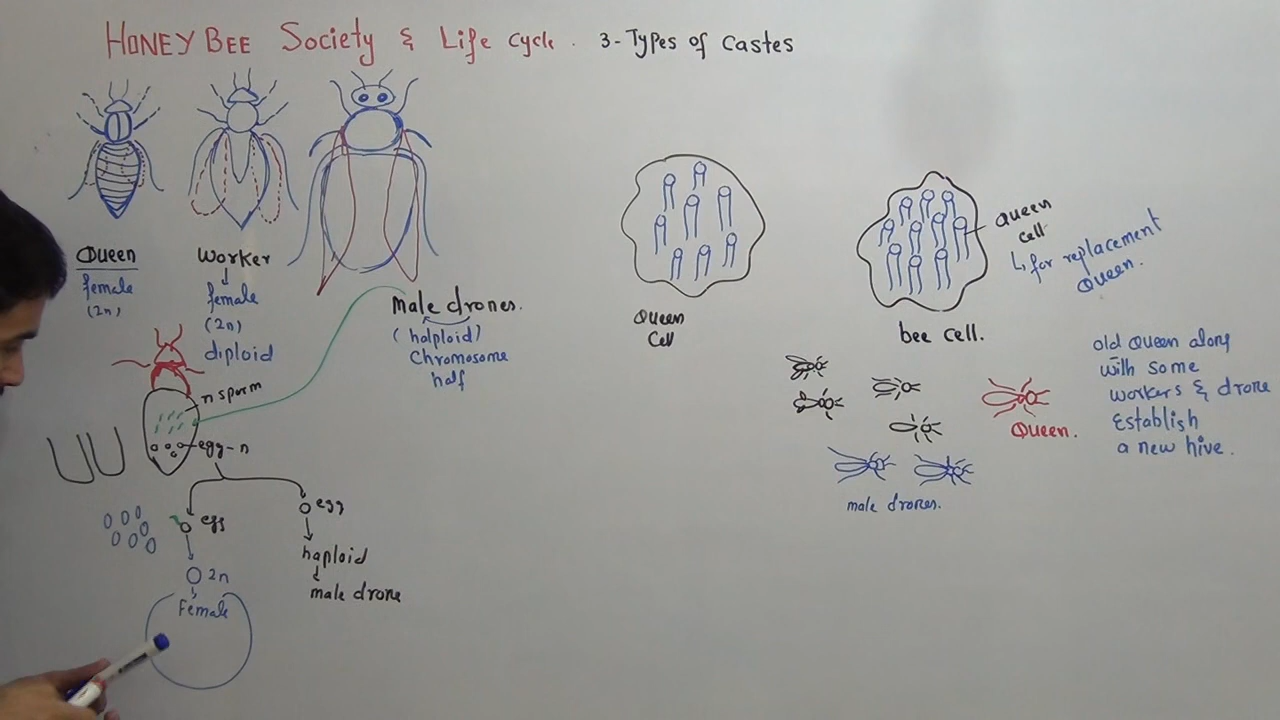 HONEY BEE Society & Life cycle. 3-Types of Castes
Queen
female
(2n)
Worker
female
(2n)
diploid
Male drones.
(halploid)
Chromosome
half
n sporm
egg-n
egg
2n
Female
egg
haploid
male drone
Queen
Cell
bee cell.
Queen
cell
for replacement
Queen.
Queen.
male drones.
old Queen along
with some
workers & drone
Establish
a new hive.